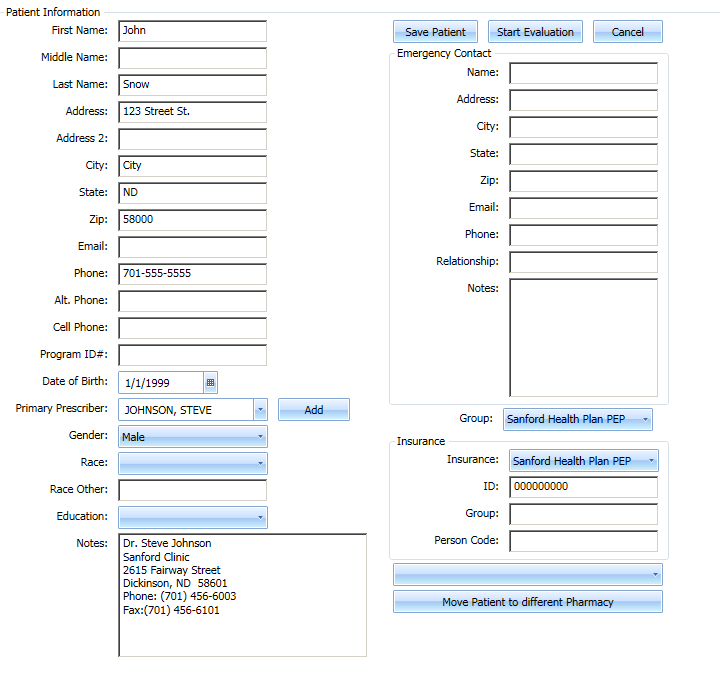 Patient Information
First Name: John
Middle Name:
Last Name: Snow
Address: 123 Street St.
Address 2:
City: City
State: ND
Zip: 58000
Email:
Phone: 701-555-5555
Alt. Phone:
Cell Phone:
Program ID#:
Date of Birth: 1/1/1999
Primary Prescriber: JOHNSON, STEVE Add
Gender: Male
Race:
Race Other:
Education:
Notes: Dr. Steve Johnson
Sanford Clinic
2615 Fairway Street
Dickinson, ND  58601
Phone: (701) 456-6003
Fax:(701) 456-6101
Save Patient Start Evaluation Cancel
Emergency Contact
Name:
Address:
City:
State:
Zip:
Email:
Phone:
Relationship:
Notes:
Group: Sanford Health Plan PEP
Insurance
Insurance: Sanford Health Plan PEP
ID: 000000000
Group:
Person Code:
Move Patient to different Pharmacy